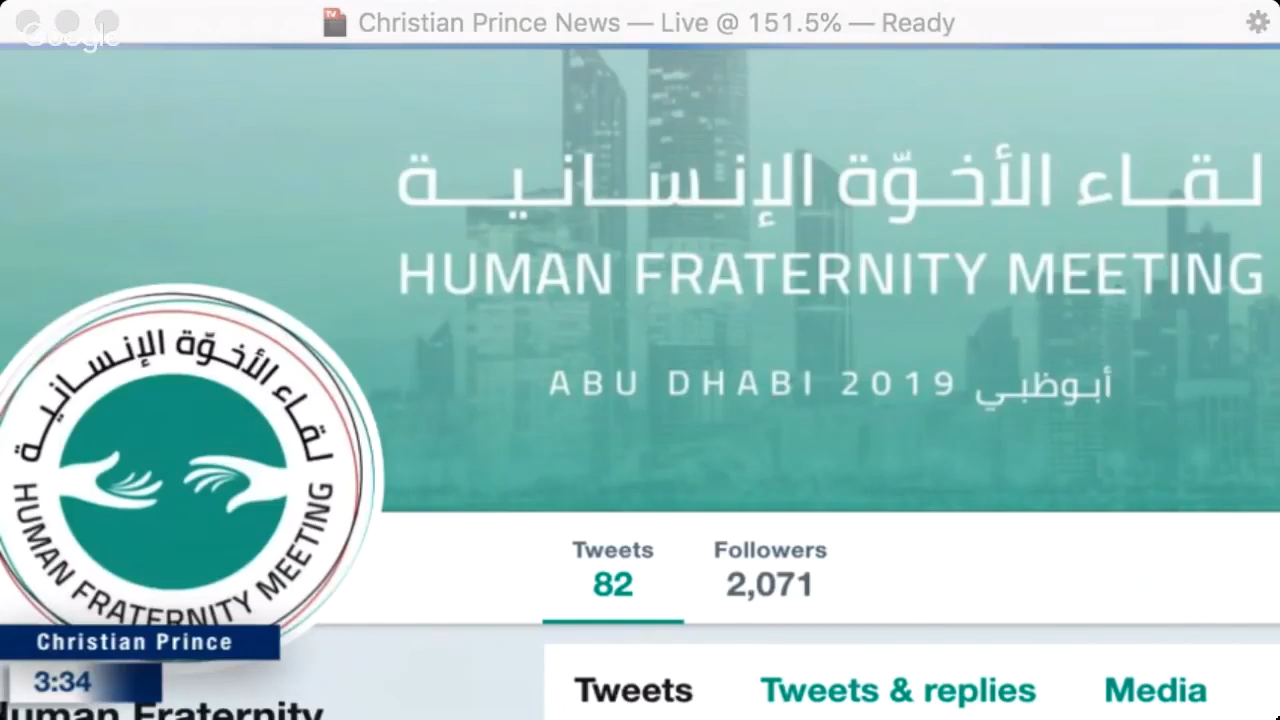 Christian Prince News — Live @ 151.5% — Ready
Google
لقاء الأخوّة الإنسانية
HUMAN FRATERNITY MEETING
ABU DHABI 2019 أبوظبي
لقاء الأخوّة الإنسانية
HUMAN FRATERNITY MEETING
Tweets
82
Followers
2,071
Christian Prince
3:34
Human Fraternity
Tweets
Tweets & replies
Media